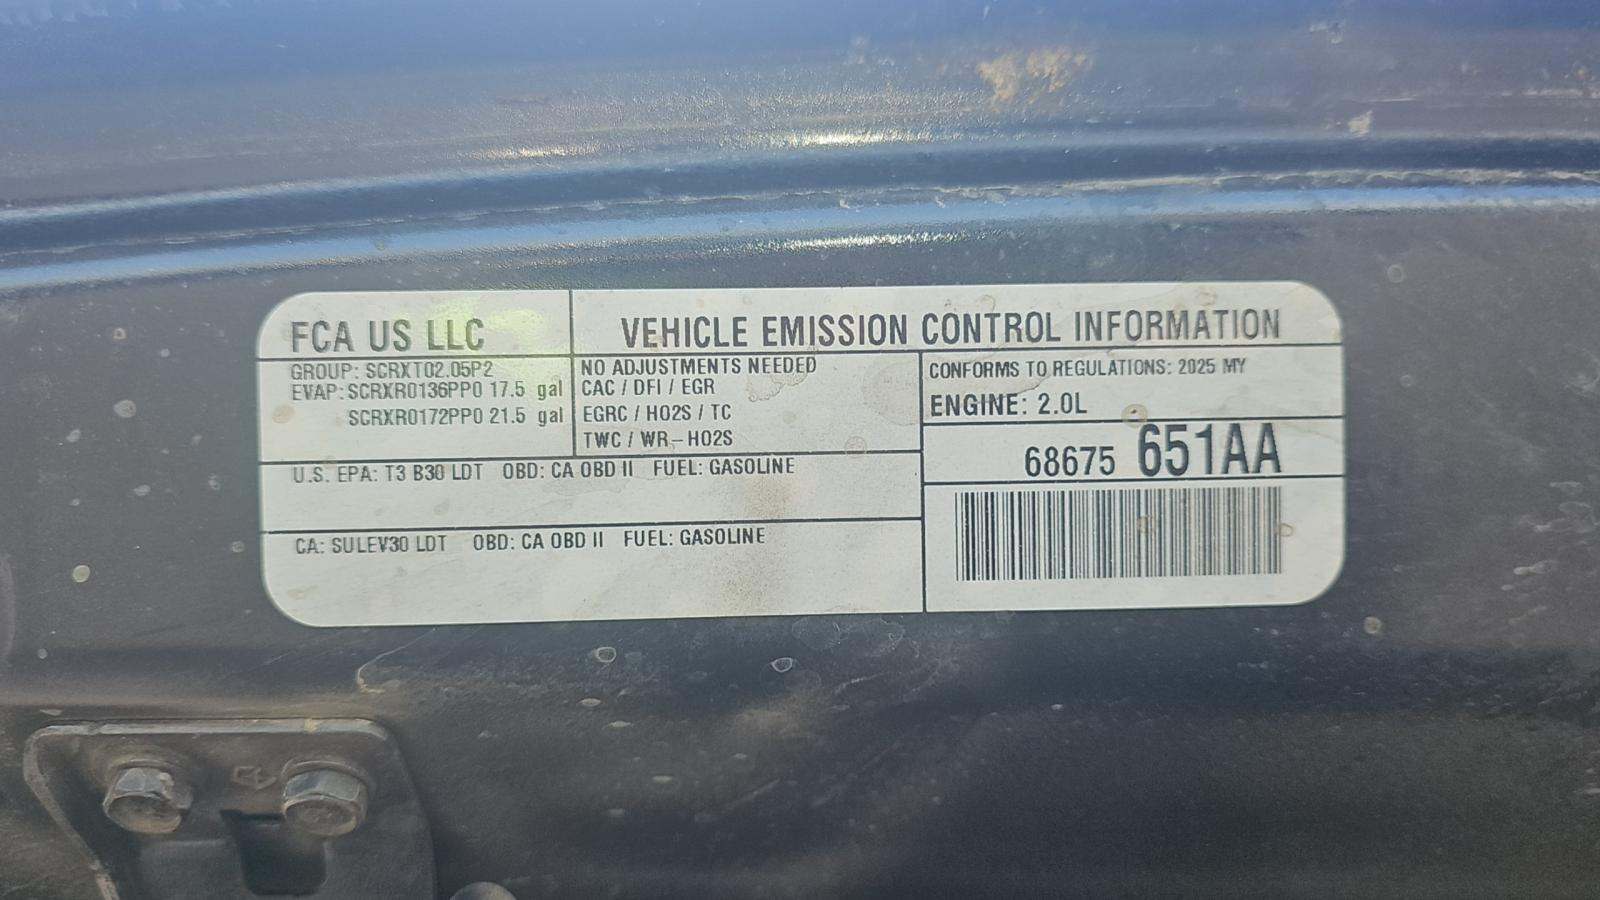 FCA US LLC
VEHICLE EMISSION CONTROL INFORMATION
GROUP: SCRXT02.05P2
EVAP: SCRXR0136PP0 17.5 gal
SCRXR0172PP0 21.5 gal
NO ADJUSTMENTS NEEDED
CAC / DFI / EGR
EGRC / HO2S / TC
TWC / WR-HO2S
CONFORMS TO REGULATIONS: 2025 MY
ENGINE: 2.0L
68675 651AA
U.S. EPA: T3 B30 LDT OBD: CA OBD II FUEL: GASOLINE
CA: SULEV30 LDT OBD: CA OBD II FUEL: GASOLINE